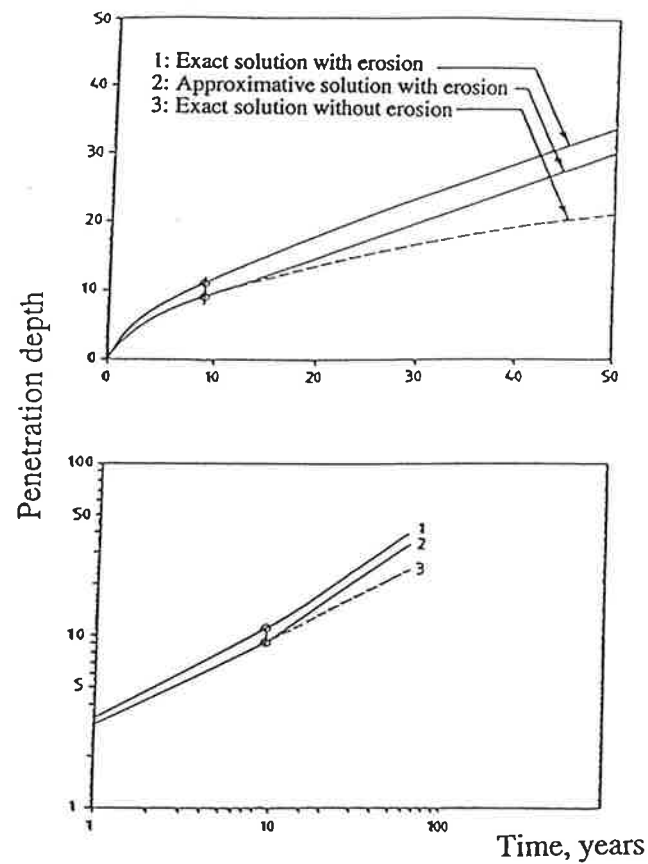 50
1: Exact solution with erosion
2: Approximative solution with erosion
3: Exact solution without erosion
40
30
20
10
0
0 10 20 30 40 50
Penetration depth
100
50
10
5
1
1
2
3
1 10 100
Time, years